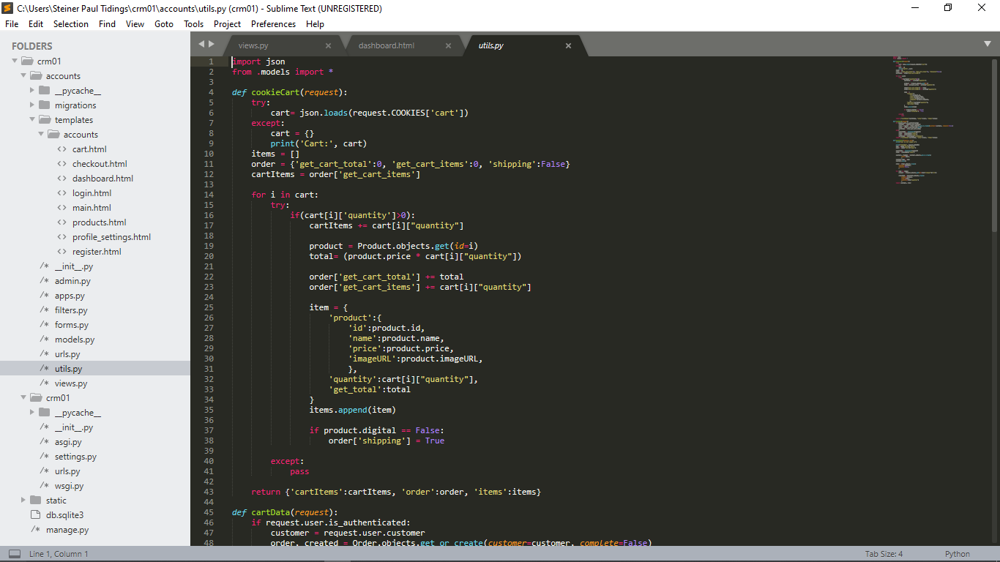 C:\Users\Steiner Paul Tidings\crm01\accounts\utils.py (crm01) - Sublime Text (UNREGISTERED)
File Edit Selection Find View Goto Tools Project Preferences Help
FOLDERS
crm01
accounts
__pycache__
migrations
templates
accounts
<> cart.html
<> checkout.html
<> dashboard.html
<> login.html
<> main.html
<> products.html
<> profile_settings.html
<> register.html
/* __init__.py
/* admin.py
/* apps.py
/* filters.py
/* forms.py
/* models.py
/* urls.py
/* utils.py
/* views.py
crm01
__pycache__
/* __init__.py
/* asgi.py
/* settings.py
/* urls.py
/* wsgi.py
static
db.sqlite3
/* manage.py
views.py × dashboard.html × utils.py ×
1 import json
2 from .models import *
3
4 def cookieCart(request):
5     try:
6         cart= json.loads(request.COOKIES['cart'])
7     except:
8         cart = {}
9         print('Cart:', cart)
10     items = []
11     order = {'get_cart_total':0, 'get_cart_items':0, 'shipping':False}
12     cartItems = order['get_cart_items']
13
14     for i in cart:
15         try:
16             if(cart[i]['quantity']>0):
17                 cartItems += cart[i]["quantity"]
18
19                 product = Product.objects.get(id=i)
20                 total= (product.price * cart[i]["quantity"])
21
22                 order['get_cart_total'] += total
23                 order['get_cart_items'] += cart[i]["quantity"]
24
25                 item = {
26                     'product':{
27                         'id':product.id,
28                         'name':product.name,
29                         'price':product.price,
30                         'imageURL':product.imageURL,
31                         },
32                     'quantity':cart[i]["quantity"],
33                     'get_total':total
34                 }
35                 items.append(item)
36
37                 if product.digital == False:
38                     order['shipping'] = True
39
40         except:
41             pass
42
43     return {'cartItems':cartItems, 'order':order, 'items':items}
44
45 def cartData(request):
46     if request.user.is_authenticated:
47         customer = request.user.customer
48         order, created = Order.objects.get_or_create(customer=customer, complete=False)
Line 1, Column 1 Tab Size: 4 Python